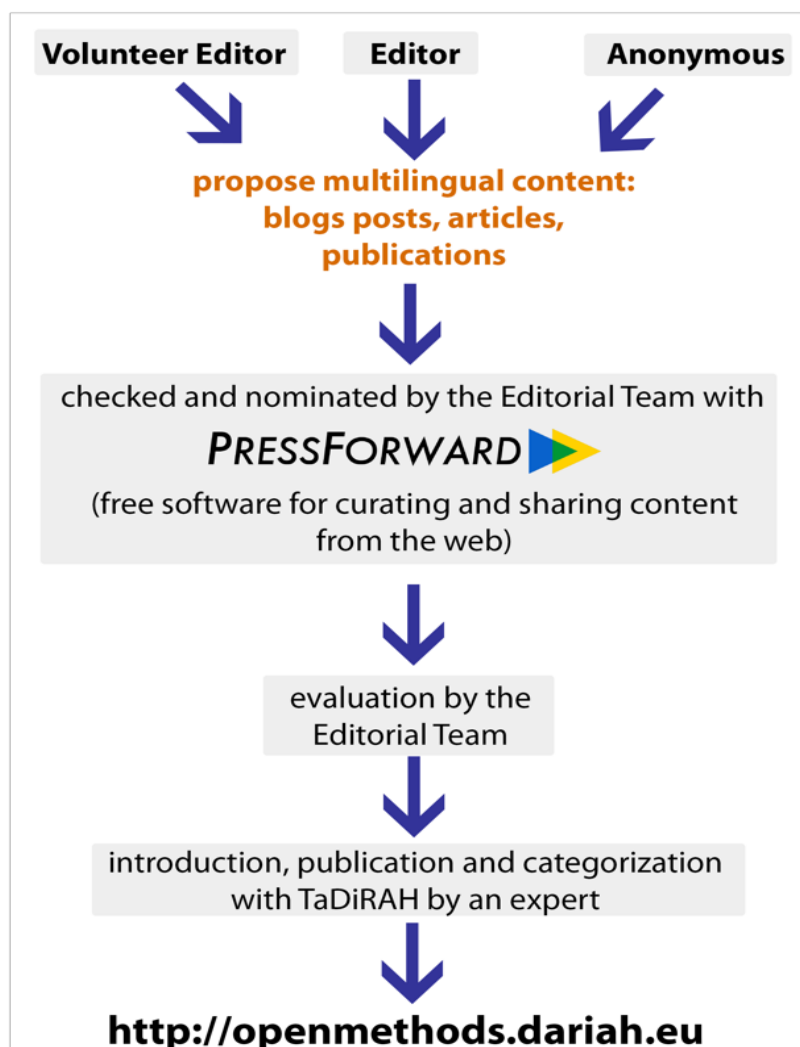 Volunteer Editor Editor Anonymous
propose multilingual content:
blogs posts, articles,
publications
checked and nominated by the Editorial Team with
PRESSFORWARD
(free software for curating and sharing content
from the web)
evaluation by the
Editorial Team
introduction, publication and categorization
with TaDiRAH by an expert
http://openmethods.dariah.eu